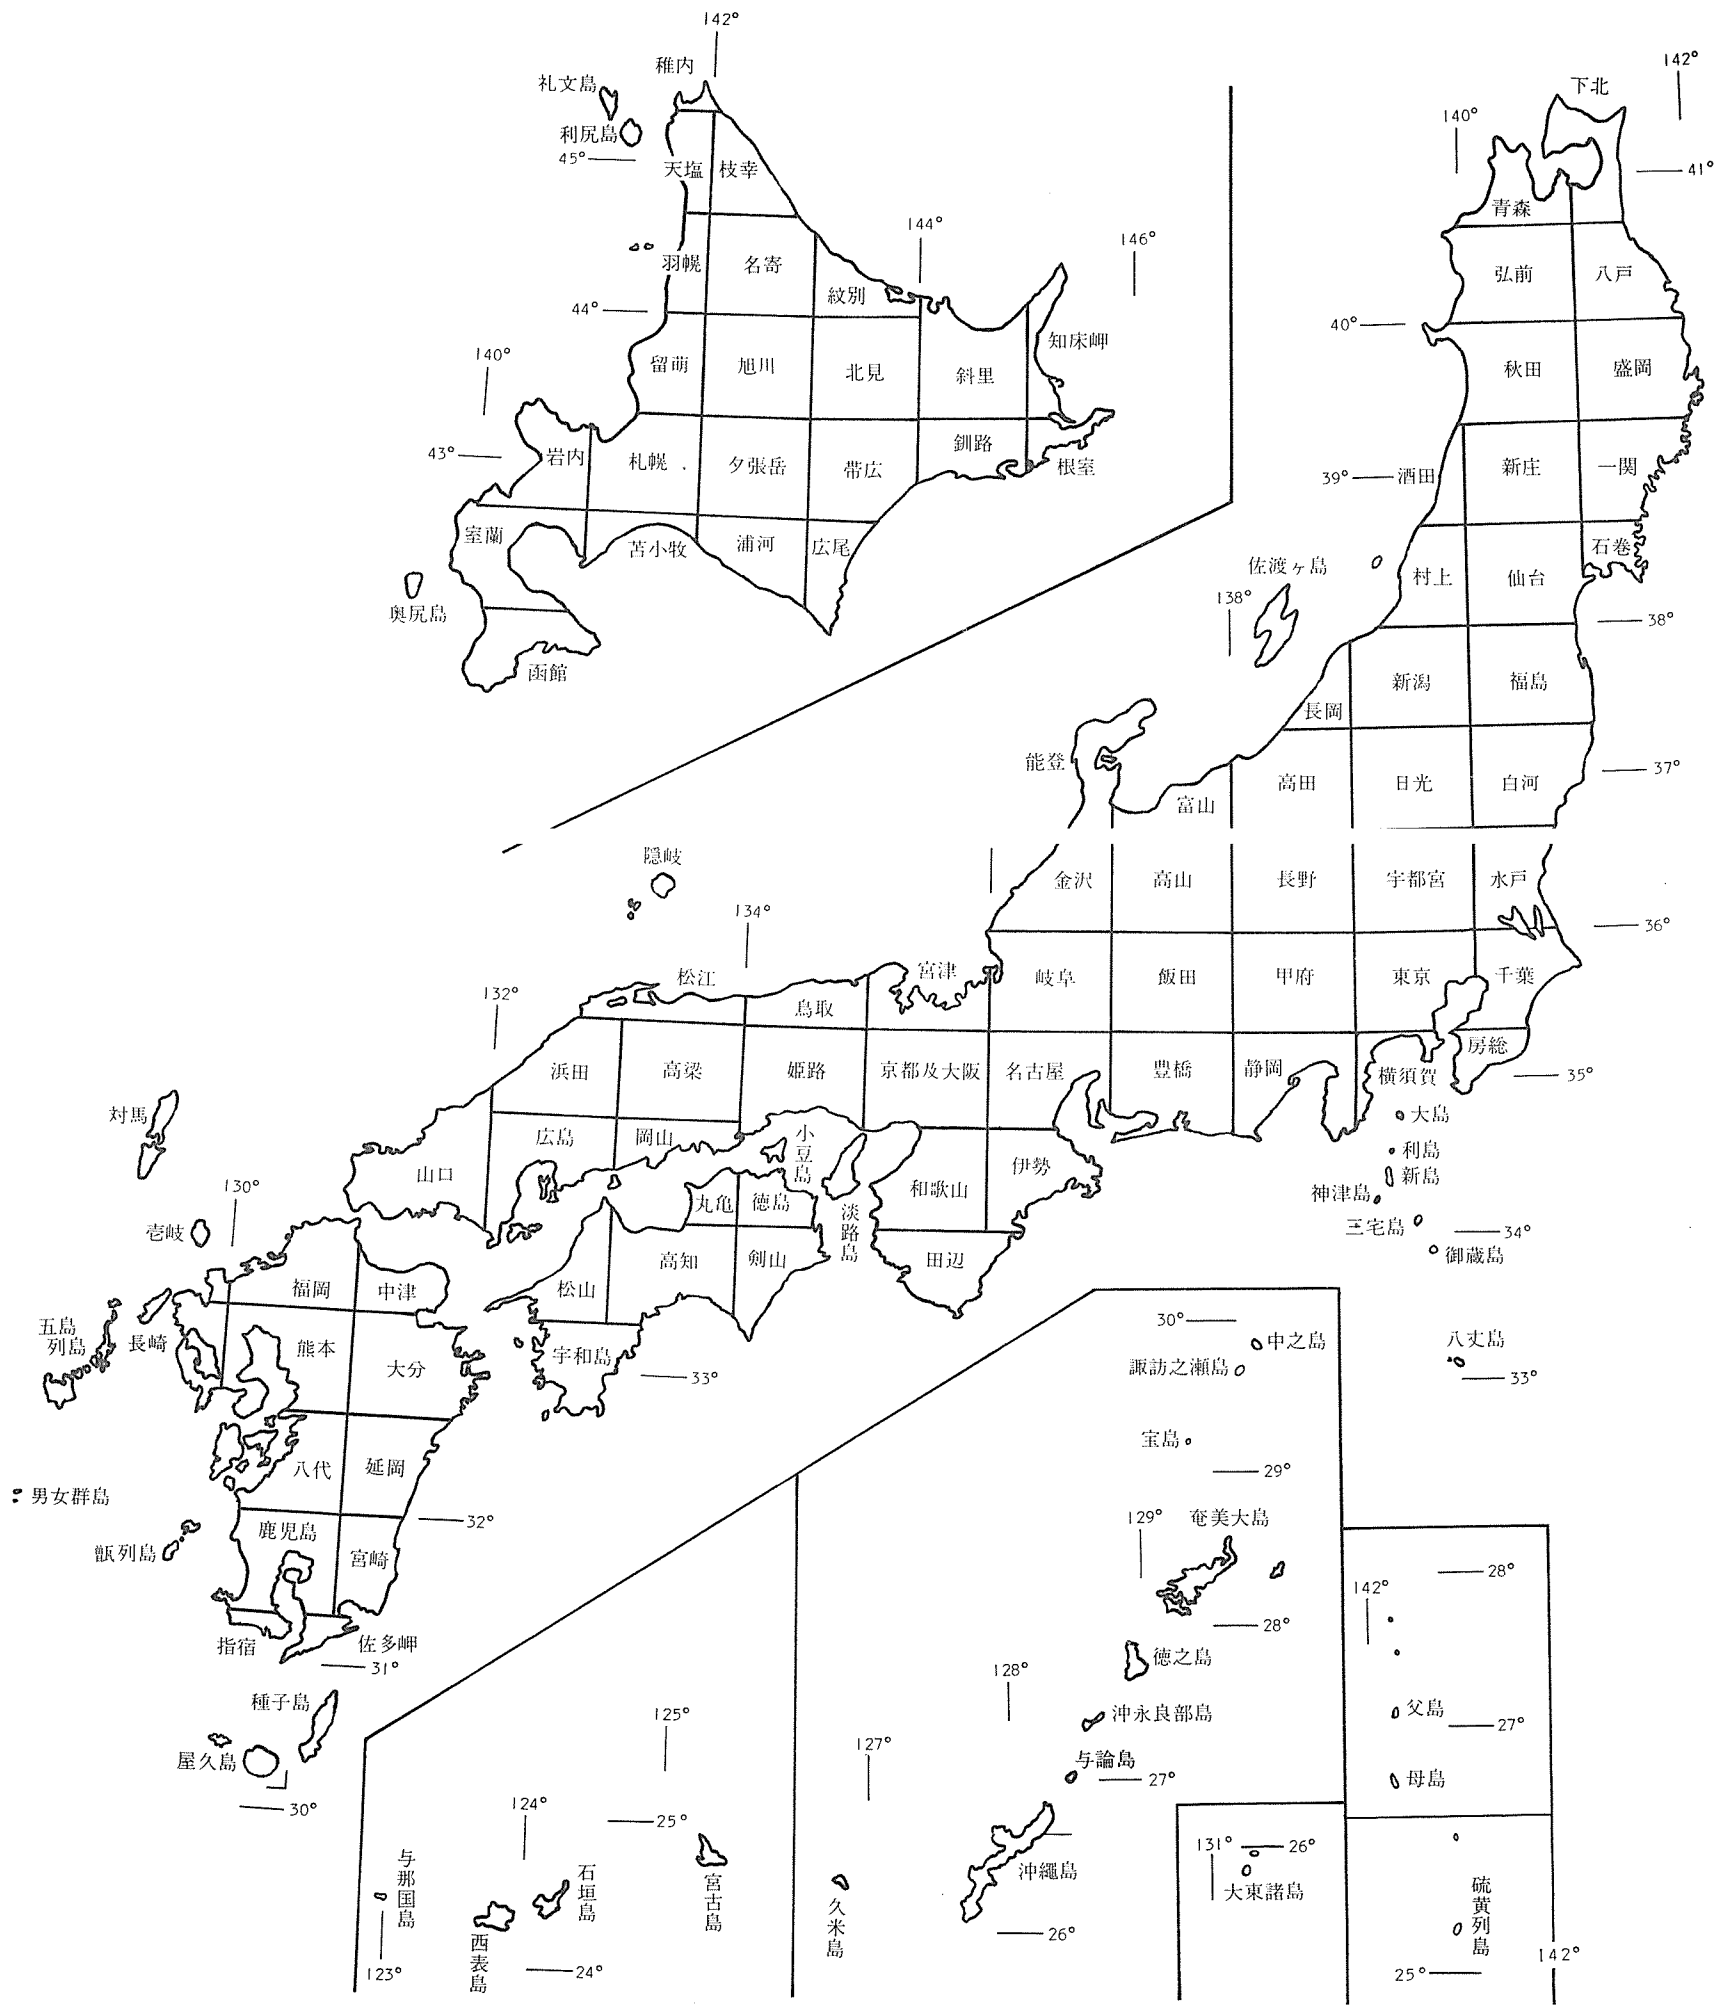 142°
稚内
礼文島
利尻島
45°
天塩
枝幸
144°
146°
羽幌
名寄
紋別
44°
知床岬
140°
留萌
旭川
北見
斜里
43°
岩内
札幌
夕張岳
帯広
釧路
根室
室蘭
苫小牧
浦河
広尾
奥尻島
函館
142°
下北
140°
41°
青森
弘前
八戸
40°
秋田
盛岡
39°
酒田
新庄
一関
石巻
佐渡ヶ島
村上
仙台
138°
38°
新潟
福島
長岡
能登
高田
日光
白河
37°
富山
隠岐
金沢
高山
長野
宇都宮
水戸
134°
36°
132°
松江
鳥取
宮津
岐阜
飯田
甲府
東京
千葉
浜田
高梁
姫路
京都及大阪
名古屋
豊橋
静岡
横須賀
房総
35°
対馬
大島
広島
岡山
小豆島
利島
山口
伊勢
新島
130°
丸亀
徳島
和歌山
神津島
壱岐
淡路島
三宅島
34°
御蔵島
福岡
中津
松山
高知
剣山
田辺
五島
列島
長崎
熊本
大分
宇和島
33°
30°
中之島
諏訪之瀬島
八丈島
33°
宝島
29°
男女群島
八代
延岡
32°
甑列島
鹿児島
宮崎
129°
奄美大島
28°
142°
指宿
佐多岬
31°
28°
徳之島
128°
種子島
125°
沖永良部島
父島
27°
屋久島
127°
与論島
27°
母島
30°
124°
25°
与那国島
石垣島
宮古島
沖繩島
131°
26°
大東諸島
硫黄列島
西表島
久米島
26°
123°
24°
25°
142°